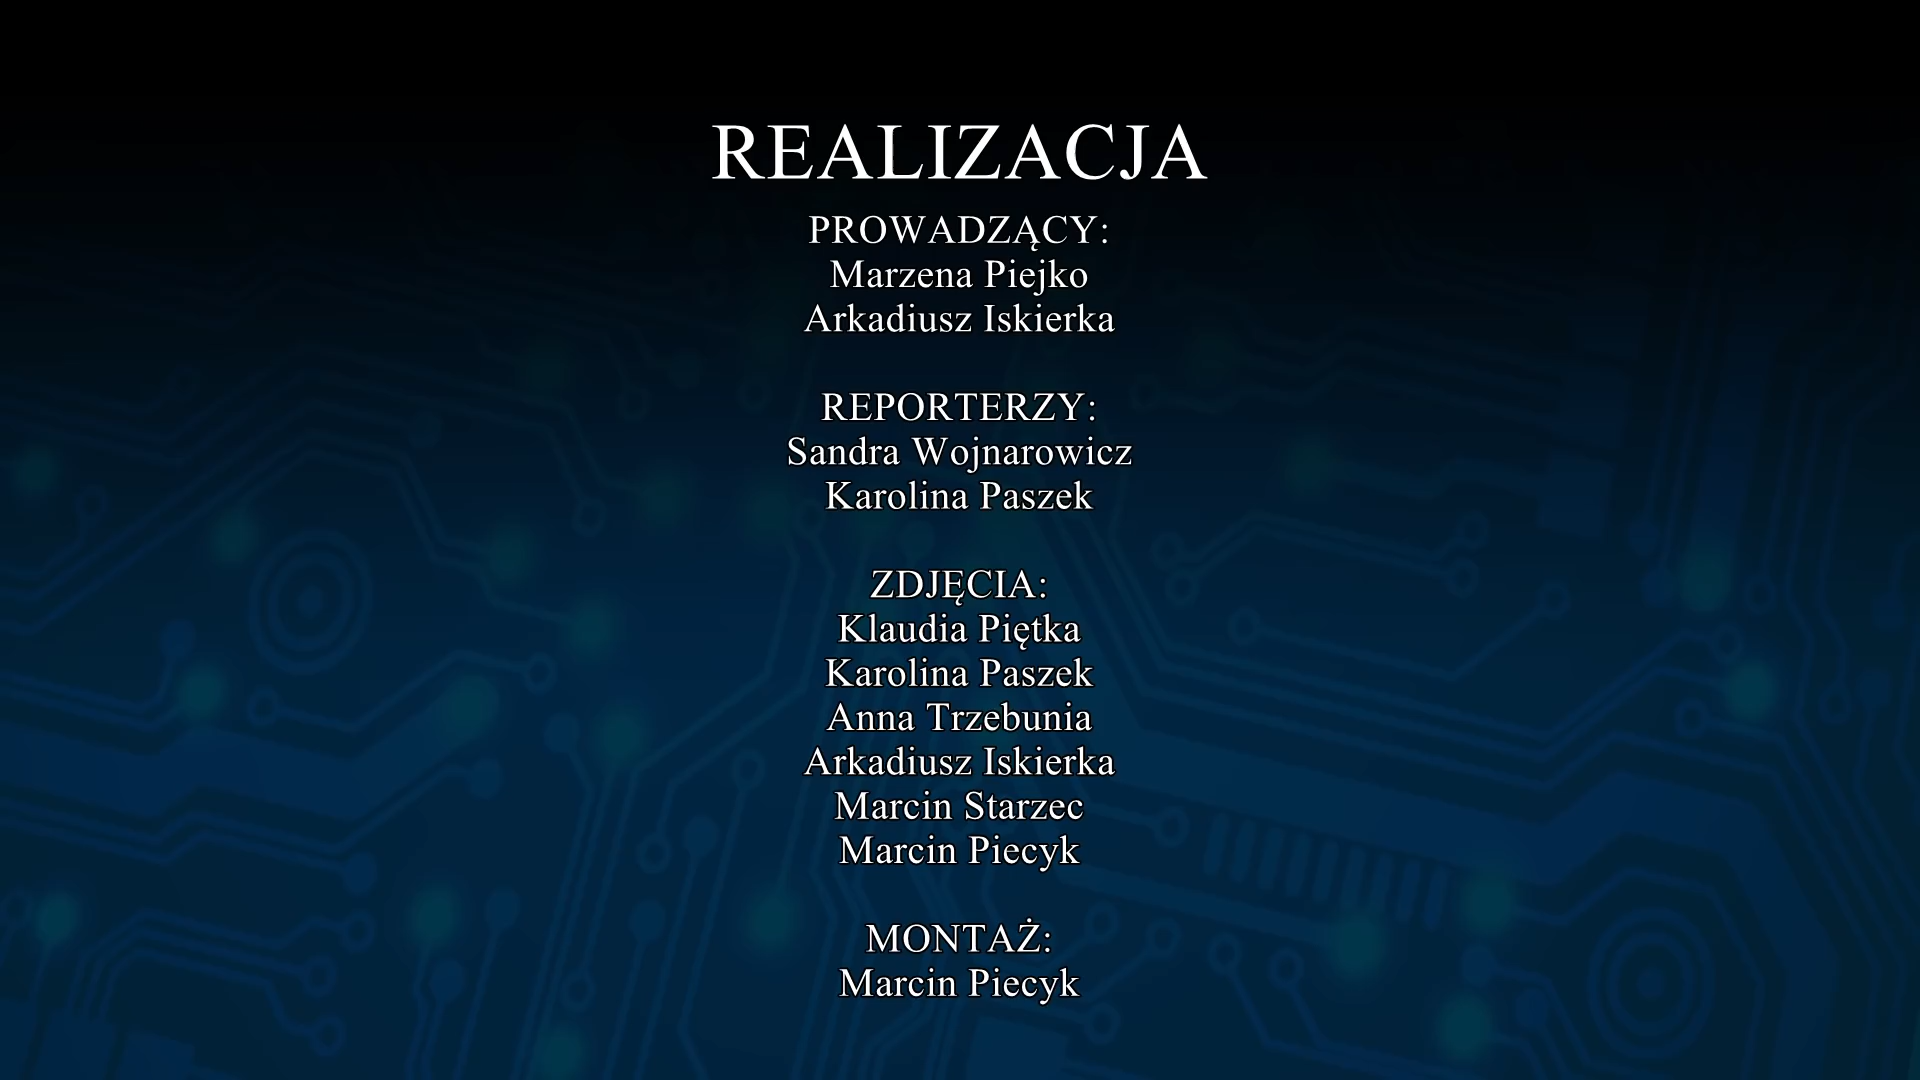 REALIZACJA
PROWADZĄCY:
Marzena Piejko
Arkadiusz Iskierka
REPORTERZY:
Sandra Wojnarowicz
Karolina Paszek
ZDJĘCIA:
Klaudia Piętka
Karolina Paszek
Anna Trzebunia
Arkadiusz Iskierka
Marcin Starzec
Marcin Piecyk
MONTAŻ:
Marcin Piecyk